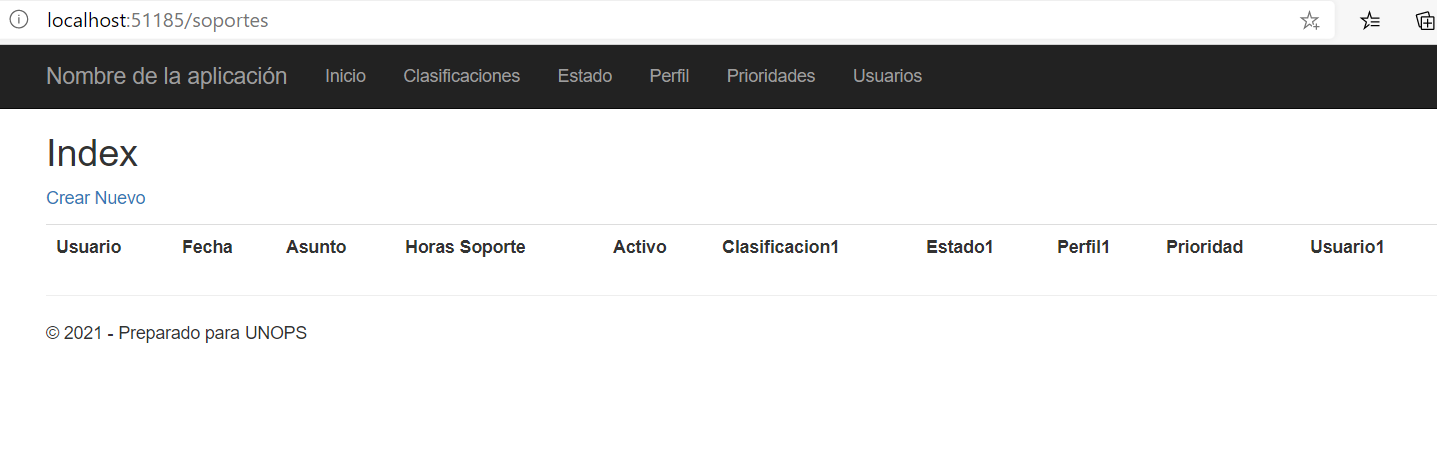 localhost:51185/soportes
Nombre de la aplicación Inicio Clasificaciones Estado Perfil Prioridades Usuarios
Index
Crear Nuevo
Usuario Fecha Asunto Horas Soporte Activo Clasificacion1 Estado1 Perfil1 Prioridad Usuario1
© 2021 - Preparado para UNOPS